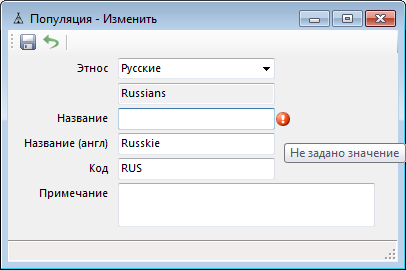 Популяция - Изменить
Этнос Русские
Russians
Название
Название (англ) Russkie
Не задано значение
Код RUS
Примечание